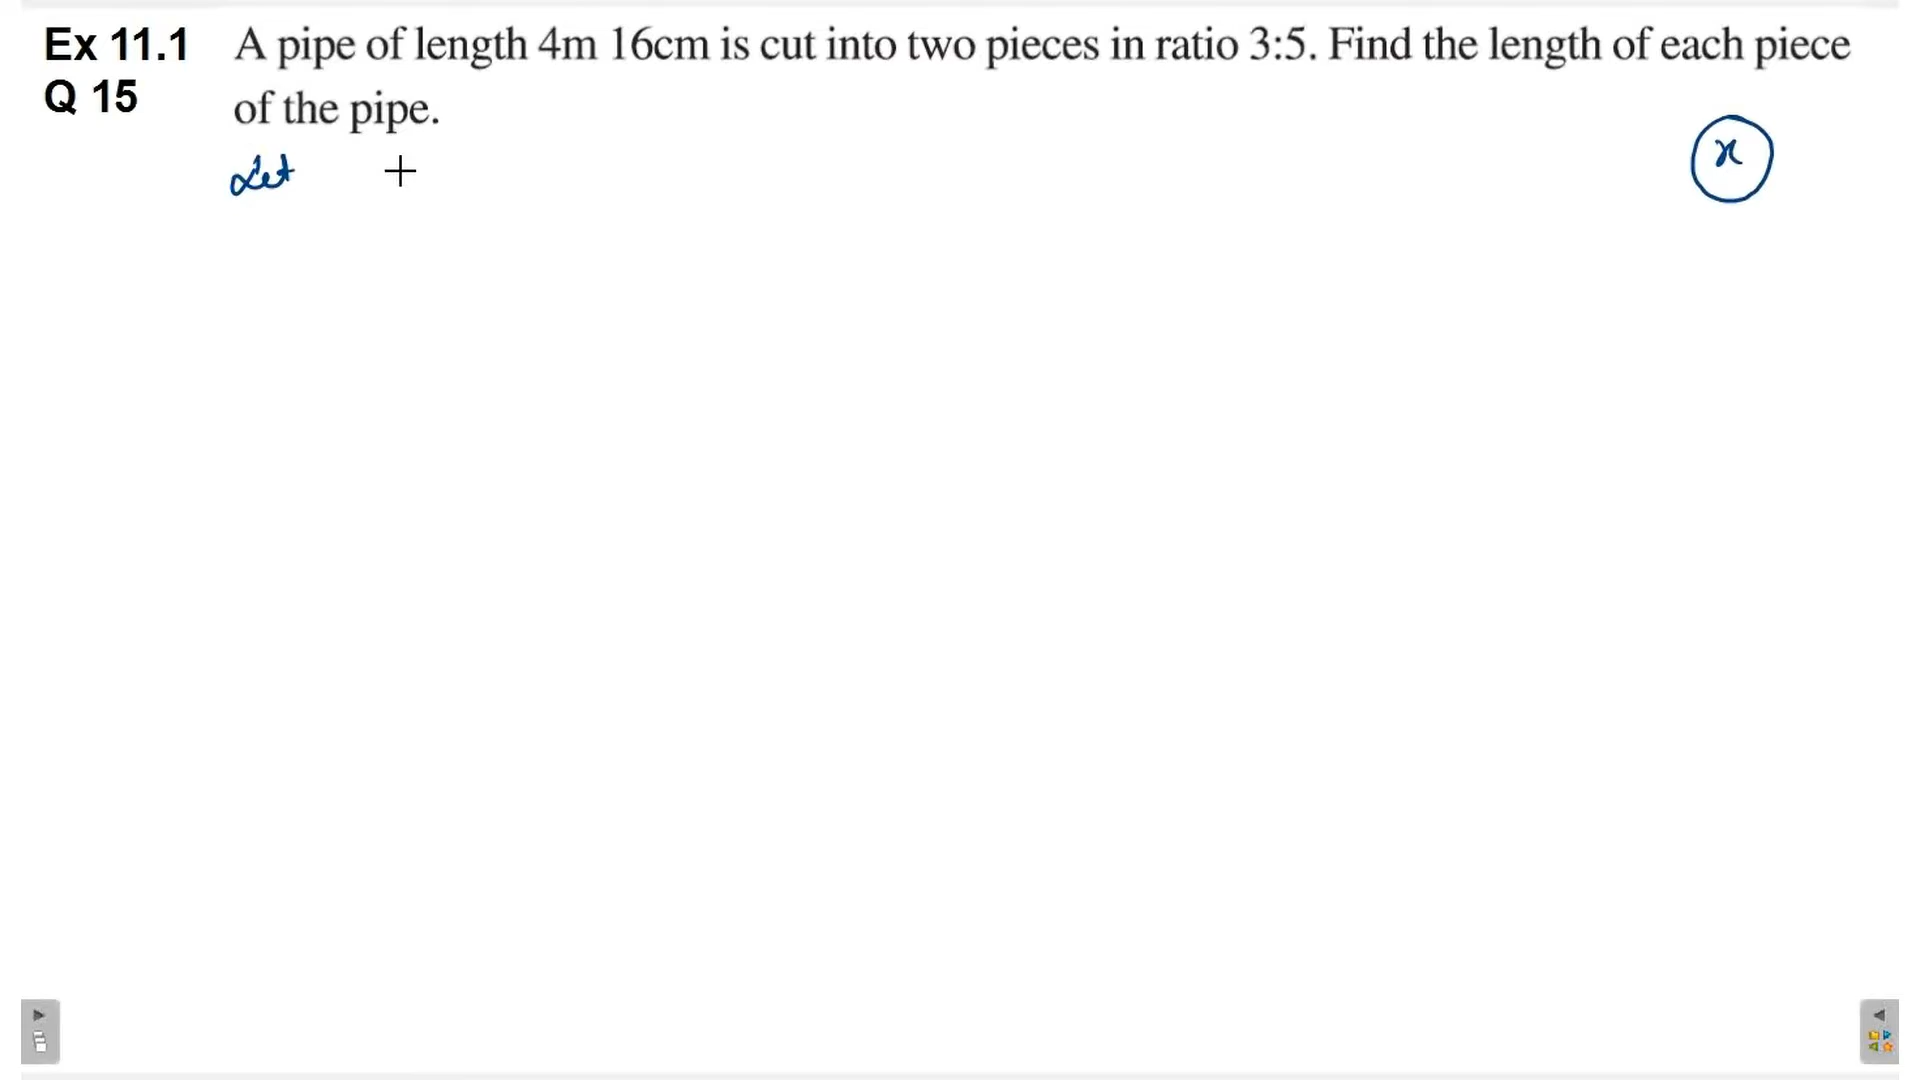 Ex 11.1 A pipe of length 4m 16cm is cut into two pieces in ratio 3:5. Find the length of each piece
Q 15 of the pipe.
Let
x